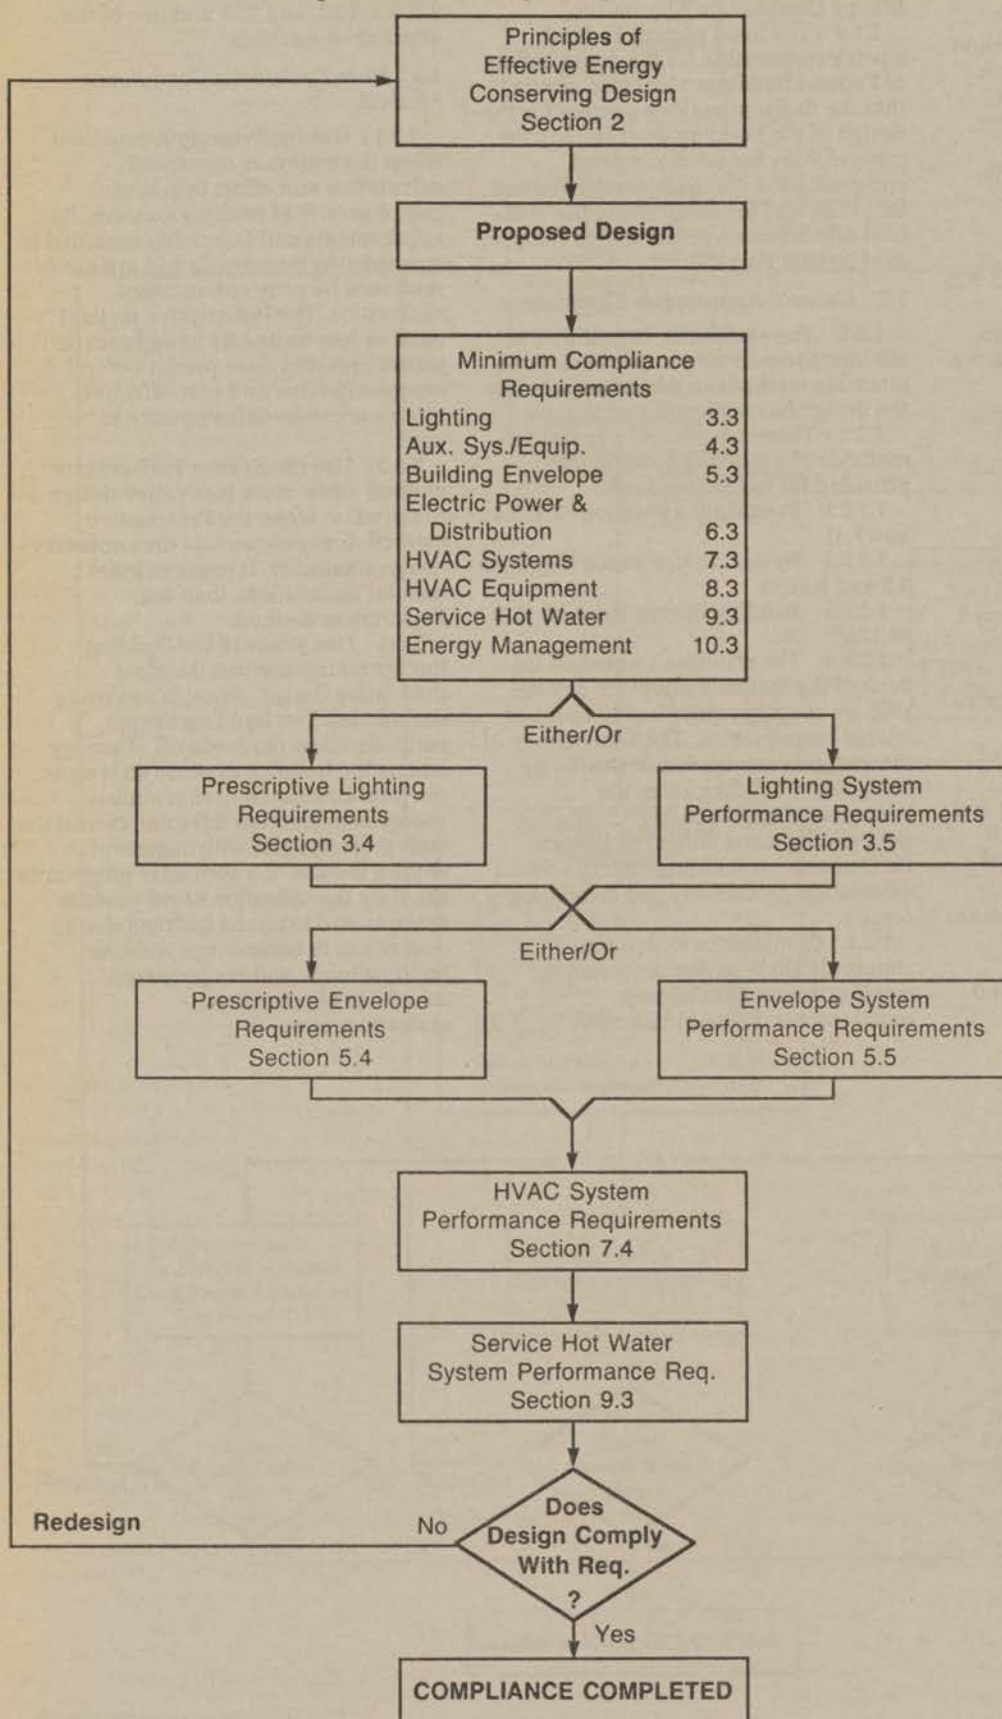 Principles of
Effective Energy
Conserving Design
Section 2
Proposed Design
Minimum Compliance
Requirements
Lighting 3.3
Aux. Sys./Equip. 4.3
Building Envelope 5.3
Electric Power &
Distribution 6.3
HVAC Systems 7.3
HVAC Equipment 8.3
Service Hot Water 9.3
Energy Management 10.3
Either/Or
Prescriptive Lighting
Requirements
Section 3.4
Lighting System
Performance Requirements
Section 3.5
Either/Or
Prescriptive Envelope
Requirements
Section 5.4
Envelope System
Performance Requirements
Section 5.5
HVAC System
Performance Requirements
Section 7.4
Service Hot Water
System Performance Req.
Section 9.3
Does
Design Comply
With Req.
?
Redesign
No
Yes
COMPLIANCE COMPLETED